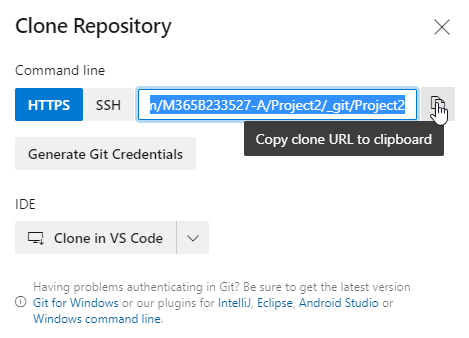 Clone Repository
Command line
HTTPS SSH n/M365B233527-A/Project2/_git/Project2
Copy clone URL to clipboard
Generate Git Credentials
IDE
Clone in VS Code
Having problems authenticating in Git? Be sure to get the latest version
Git for Windows or our plugins for IntelliJ, Eclipse, Android Studio or
Windows command line.